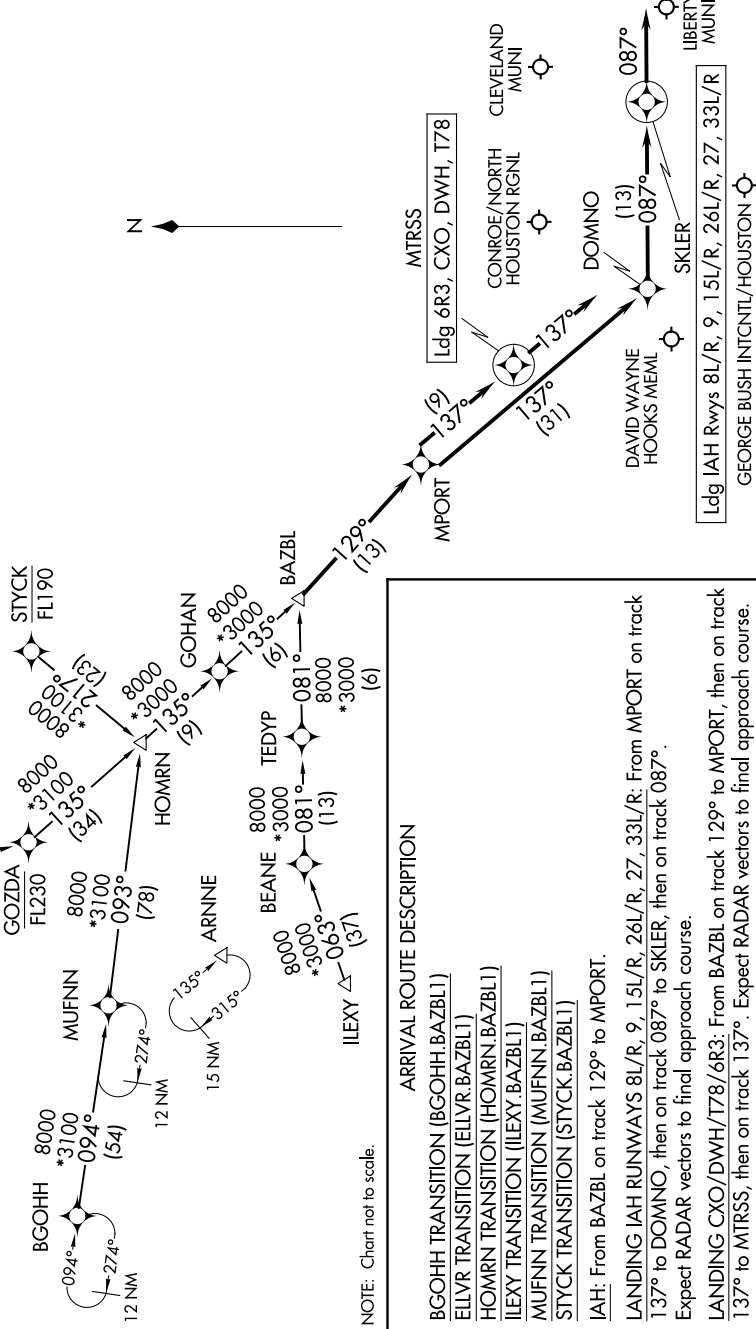 N
STYCK
FL190
8000
*3100
217°
(23)
GOZDA
FL230
8000
*3100
135°
(34)
HOMRN
8000
*3000
135°
(9)
GOHAN
8000
*3000
135°
(6)
BAZBL
BGOHH
094°
274°
12 NM
8000
*3100
094°
(54)
MUFNN
274°
12 NM
8000
*3100
093°
(78)
ARNNE
135°
315°
15 NM
ILEXY
8000
*3000
063°
(37)
BEANE
8000
*3000
081°
(13)
TEDYP
081°
8000
*3000
(6)
129°
(13)
MPORT
(9)
137°
MTRSS
Ldg 6R3, CXO, DWH, T78
137°
137°
(31)
DOMNO
(13)
087°
SKLER
Ldg IAH Rwys 8L/R, 9, 15L/R, 26L/R, 27, 33L/R
087°
CLEVELAND
MUNI
CONROE/NORTH
HOUSTON RGNL
LIBERTY
MUNI
DAVID WAYNE
HOOKS MEML
GEORGE BUSH INTCNTL/HOUSTON
NOTE: Chart not to scale.
ARRIVAL ROUTE DESCRIPTION
BGOHH TRANSITION (BGOHH.BAZBL1)
ELLVR TRANSITION (ELLVR.BAZBL1)
HOMRN TRANSITION (HOMRN.BAZBL1)
ILEXY TRANSITION (ILEXY.BAZBL1)
MUFNN TRANSITION (MUFNN.BAZBL1)
STYCK TRANSITION (STYCK.BAZBL1)
IAH: From BAZBL on track 129° to MPORT.
LANDING IAH RUNWAYS 8L/R, 9, 15L/R, 26L/R, 27, 33L/R: From MPORT on track
137° to DOMNO, then on track 087° to SKLER, then on track 087°.
Expect RADAR vectors to final approach course.
LANDING CXO/DWH/T78/6R3: From BAZBL on track 129° to MPORT, then on track
137° to MTRSS, then on track 137°. Expect RADAR vectors to final approach course.